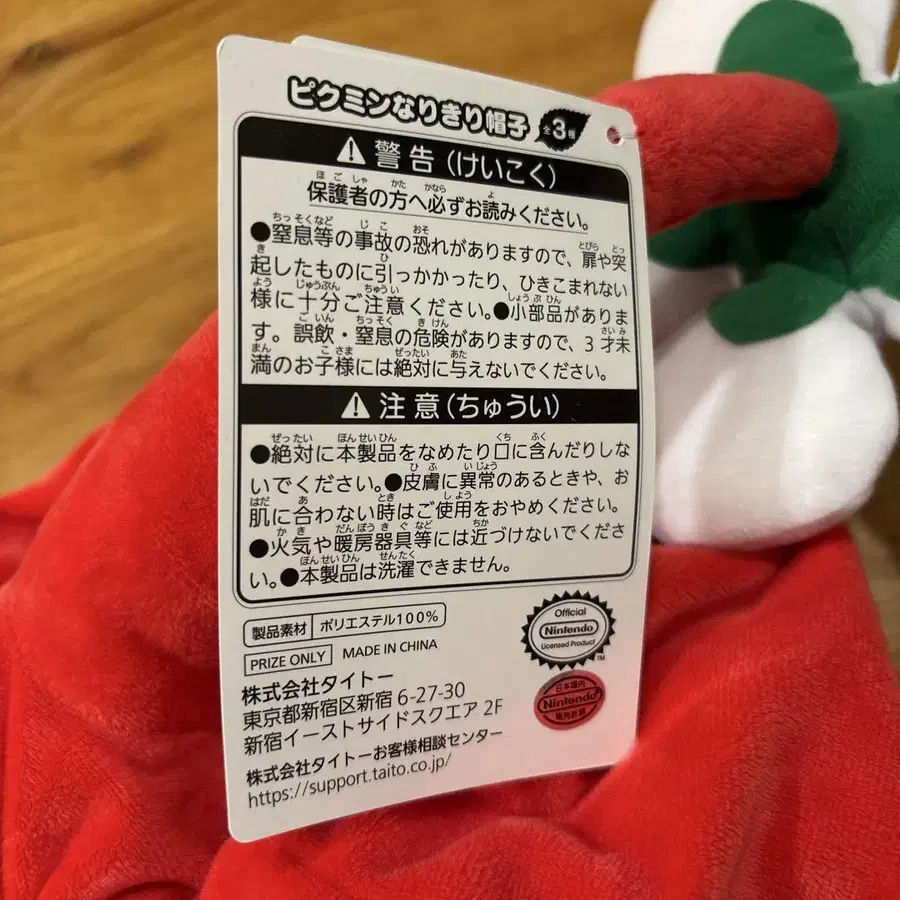 ピクミンなりきり帽子 全3種
⚠ 警告(けいこく)
保護者の方へ必ずお読みください。
●窒息等の事故の恐れがありますので、扉や突
起したものに引っかかったり、ひきこまれない
様に十分ご注意ください。●小部品がありま
す。誤飲・窒息の危険がありますので、3才未
満のお子様には絶対に与えないでください。
⚠ 注意(ちゅうい)
●絶対に本製品をなめたり口に含んだりしな
いでください。●皮膚に異常のあるときや、お
肌に合わない時はご使用をおやめください。
●火気や暖房器具等には近づけないでくださ
い。●本製品は洗濯できません。
製品素材 ポリエステル100%
PRIZE ONLY MADE IN CHINA
株式会社タイトー
東京都新宿区新宿 6-27-30
新宿イーストサイドスクエア 2F
株式会社タイトーお客様相談センター
https://support.taito.co.jp/
Official
Nintendo
Licensed Product
TM
日本国内
Nintendo
販売お届